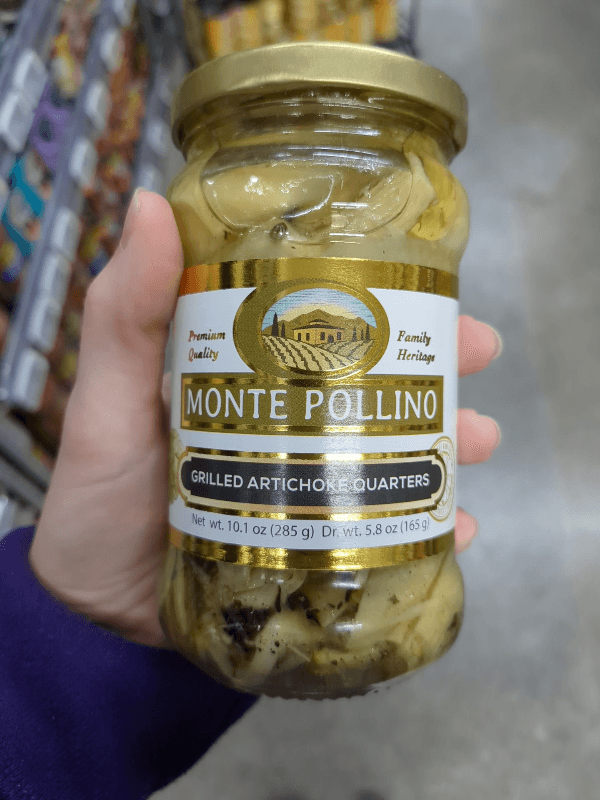 Premium
Quality
Family
Heritage
MONTE POLLINO
GRILLED ARTICHOKE QUARTERS
Net wt. 10.1 oz (285 g) Dr. wt. 5.8 oz (165 g)